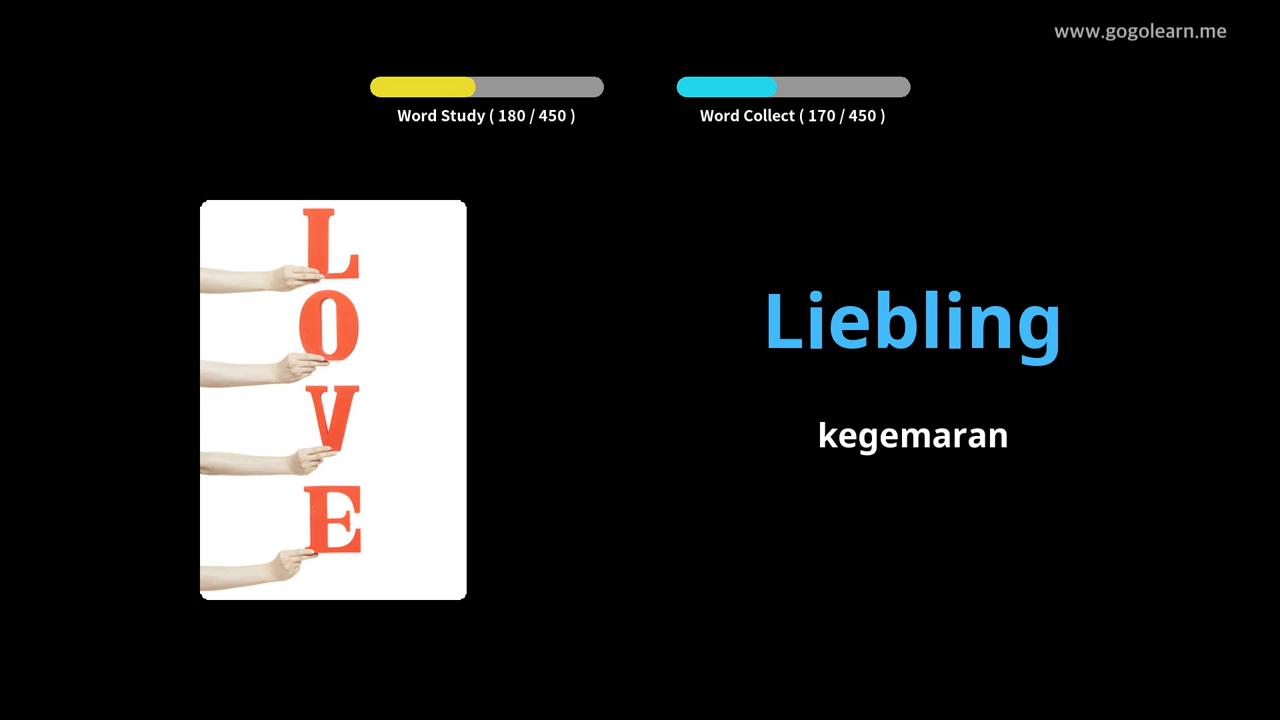 www.gogolearn.me
Word Study ( 180 / 450 )
Word Collect ( 170 / 450 )
L
O
V
E
Liebling
kegemaran